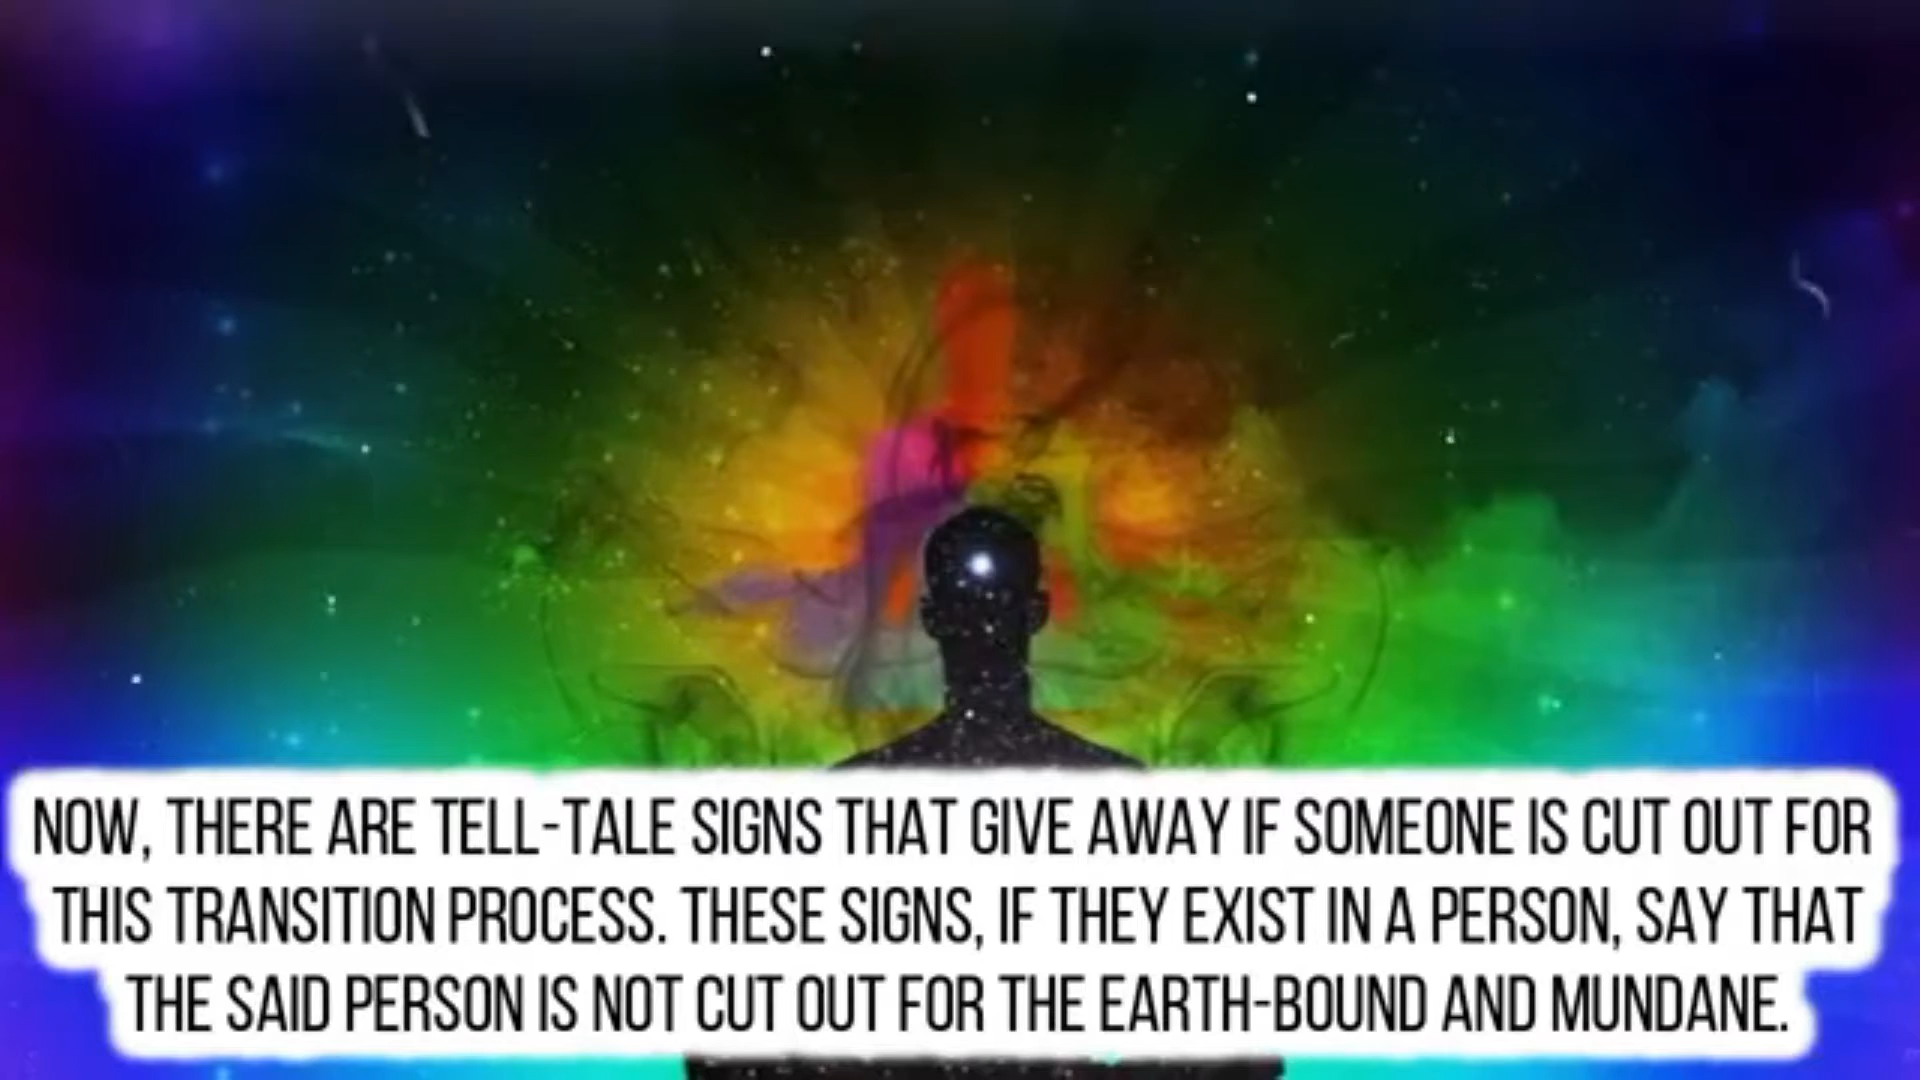 NOW, THERE ARE TELL-TALE SIGNS THAT GIVE AWAY IF SOMEONE IS CUT OUT FOR
THIS TRANSITION PROCESS. THESE SIGNS, IF THEY EXIST IN A PERSON, SAY THAT
THE SAID PERSON IS NOT CUT OUT FOR THE EARTH-BOUND AND MUNDANE.